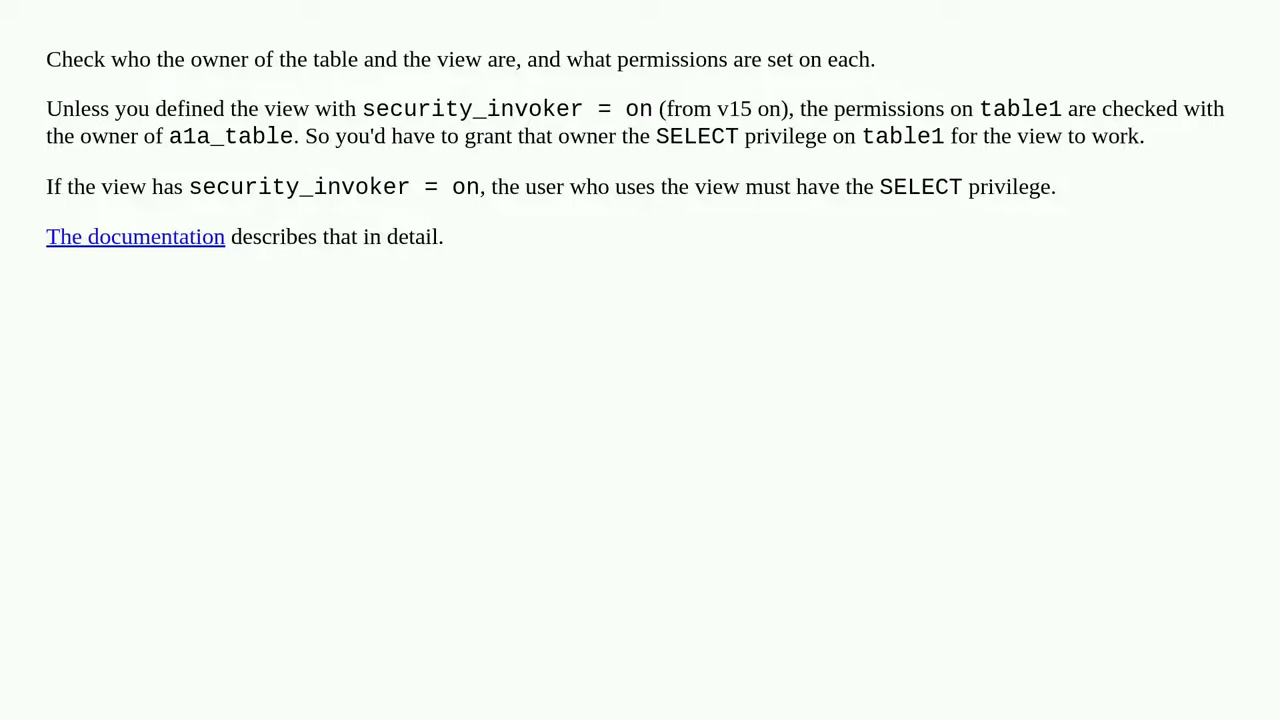 Check who the owner of the table and the view are, and what permissions are set on each.
Unless you defined the view with security_invoker = on (from v15 on), the permissions on table1 are checked with
the owner of a1a_table. So you'd have to grant that owner the SELECT privilege on table1 for the view to work.
If the view has security_invoker = on, the user who uses the view must have the SELECT privilege.
The documentation describes that in detail.